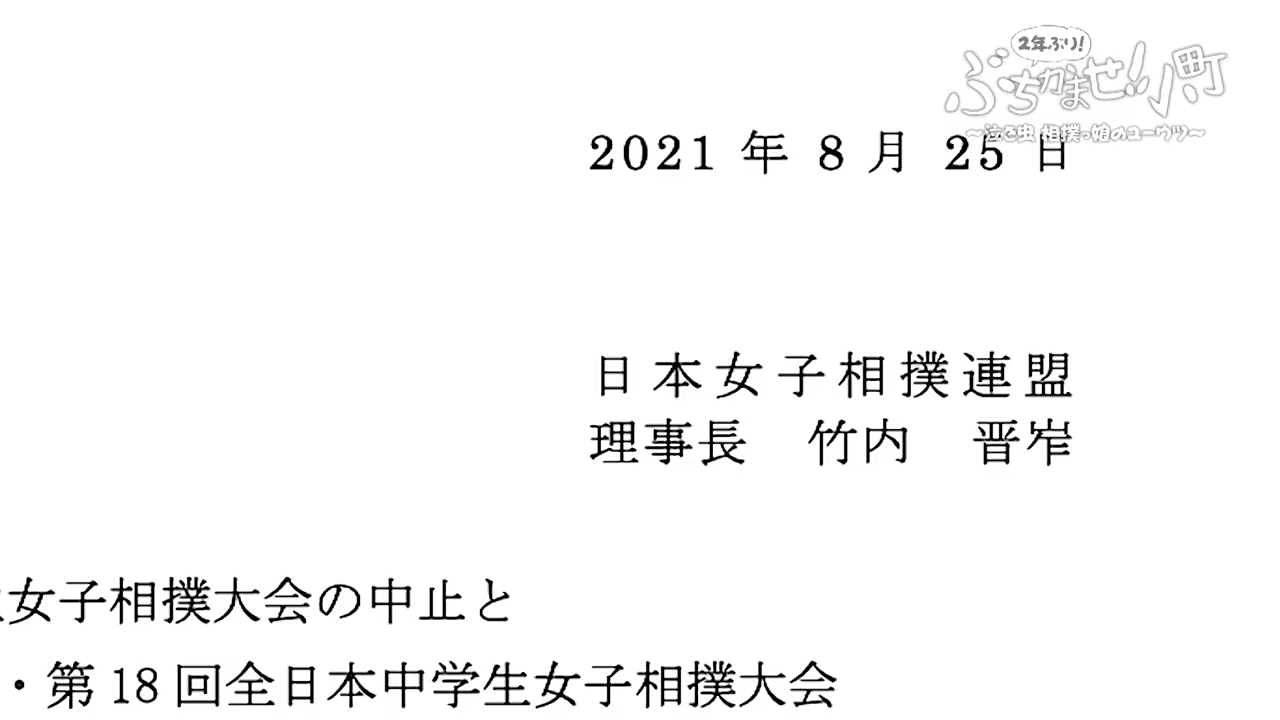 2年ぶり!
ぶちかませ!!小町
～泣き虫 相撲っ娘のユーウツ～
2021 年 8 月 25 日
日本女子相撲連盟
理事長 竹内 晋
女子相撲大会の中止と
・第 18 回全日本中学生女子相撲大会